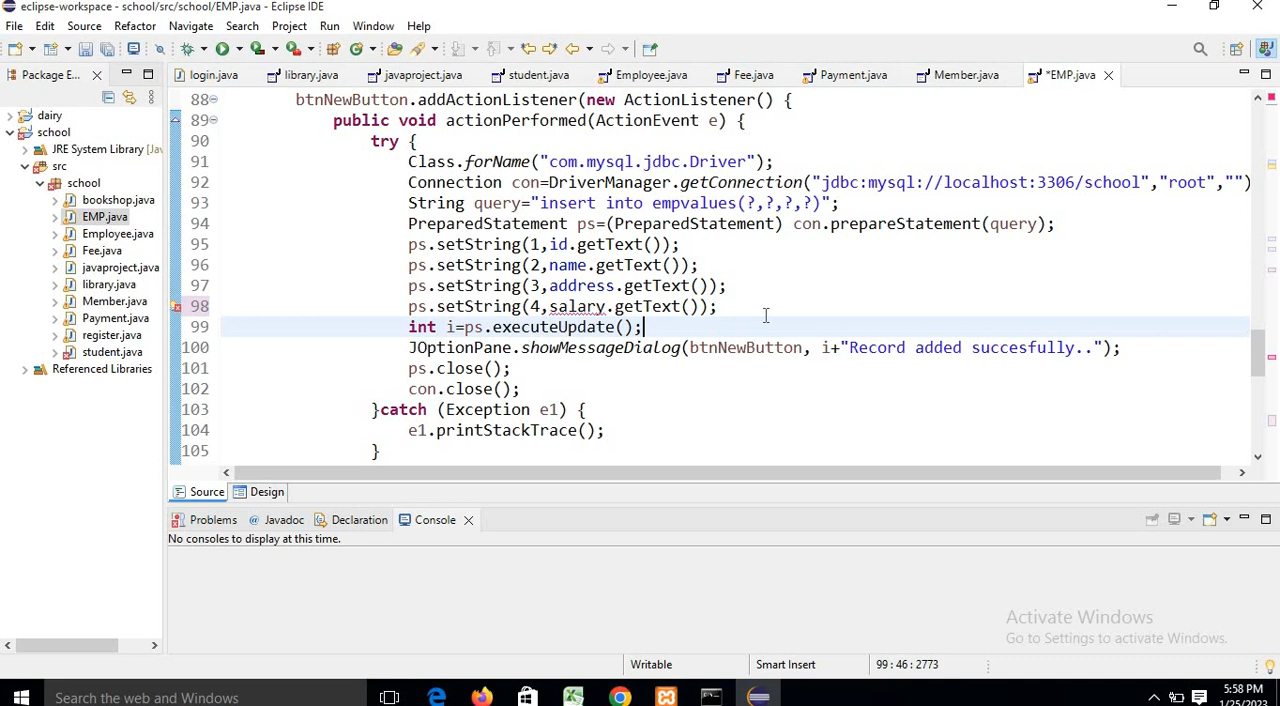 eclipse-workspace - school/src/school/EMP.java - Eclipse IDE
File Edit Source Refactor Navigate Search Project Run Window Help
Package E... login.java library.java javaproject.java student.java Employee.java Fee.java Payment.java Member.java *EMP.java
dairy
school
JRE System Library [Jav
src
school
bookshop.java
EMP.java
Employee.java
Fee.java
javaproject.java
library.java
Member.java
Payment.java
register.java
student.java
Referenced Libraries
88 btnNewButton.addActionListener(new ActionListener() {
89 public void actionPerformed(ActionEvent e) {
90 try {
91 Class.forName("com.mysql.jdbc.Driver");
92 Connection con=DriverManager.getConnection("jdbc:mysql://localhost:3306/school","root","")
93 String query="insert into empvalues(?,?,?,?)";
94 PreparedStatement ps=(PreparedStatement) con.prepareStatement(query);
95 ps.setString(1,id.getText());
96 ps.setString(2,name.getText());
97 ps.setString(3,address.getText());
98 ps.setString(4,salary.getText());
99 int i=ps.executeUpdate();
100 JOptionPane.showMessageDialog(btnNewButton, i+"Record added succesfully..");
101 ps.close();
102 con.close();
103 }catch (Exception e1) {
104 e1.printStackTrace();
105 }
Source Design
Problems @ Javadoc Declaration Console
No consoles to display at this time.
Activate Windows
Go to Settings to activate Windows.
Writable Smart Insert 99 : 46 : 2773
Search the web and Windows
5:58 PM
1/25/2023